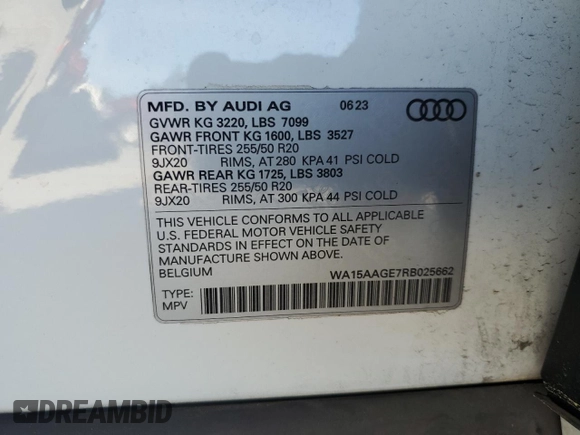 MFD. BY AUDI AG 06 23
GVWR KG 3220, LBS 7099
GAWR FRONT KG 1600, LBS 3527
FRONT-TIRES 255/50 R20
9JX20 RIMS, AT 280 KPA 41 PSI COLD
GAWR REAR KG 1725, LBS 3803
REAR-TIRES 255/50 R20
9JX20 RIMS, AT 300 KPA 44 PSI COLD
THIS VEHICLE CONFORMS TO ALL APPLICABLE
U.S. FEDERAL MOTOR VEHICLE SAFETY
STANDARDS IN EFFECT ON THE DATE OF
MANUFACTURE SHOWN ABOVE.
BELGIUM WA15AAGE7RB025662
TYPE:
MPV
DREAMBID